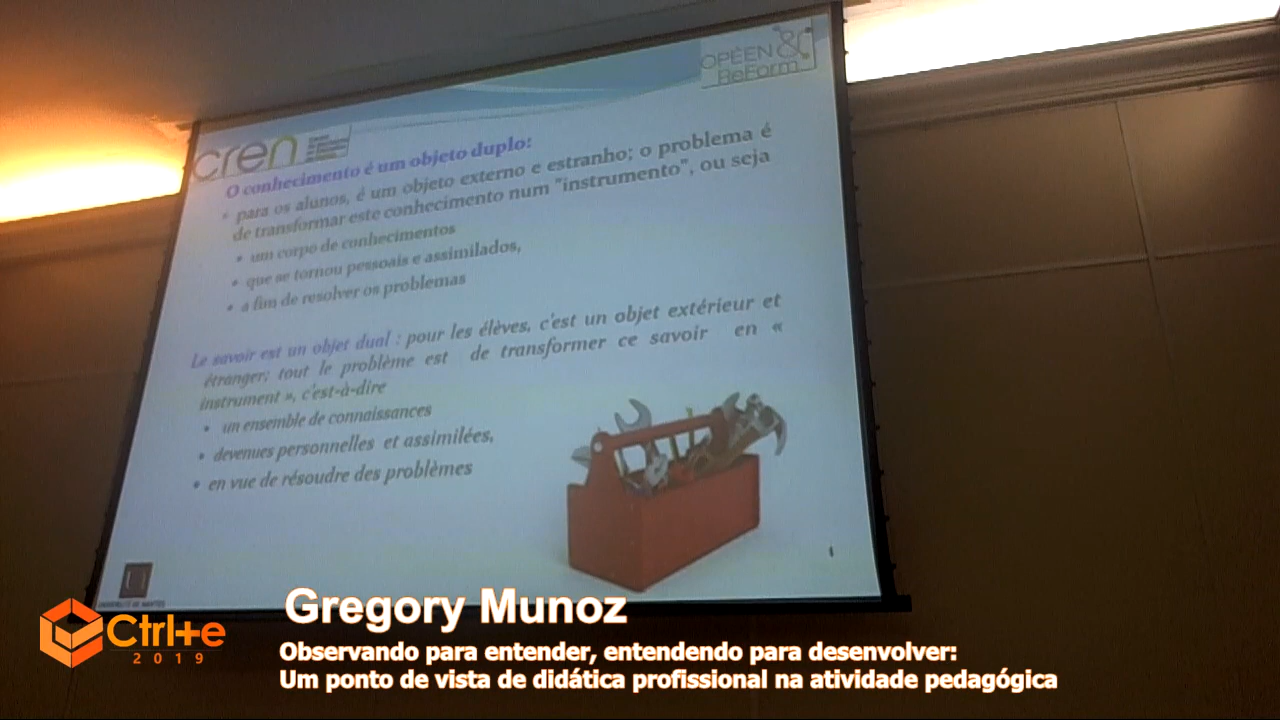 OPÉEN &
ReForm
cren
O conhecimento é um objeto duplo:
• para os alunos, é um objeto externo e estranho; o problema é
de transformar este conhecimento num "instrumento", ou seja
• um corpo de conhecimentos
• que se tornou pessoais e assimilados,
• a fim de resolver os problemas
Le savoir est un objet dual : pour les élèves, c'est un objet extérieur et
étranger; tout le problème est de transformer ce savoir en «
instrument », c'est-à-dire
• un ensemble de connaissances
• devenues personnelles et assimilées,
• en vue de résoudre des problèmes
UNIVERSITÉ DE NANTES
Gregory Munoz
Ctrl+e
2019
Observando para entender, entendendo para desenvolver:
Um ponto de vista de didática profissional na atividade pedagógica